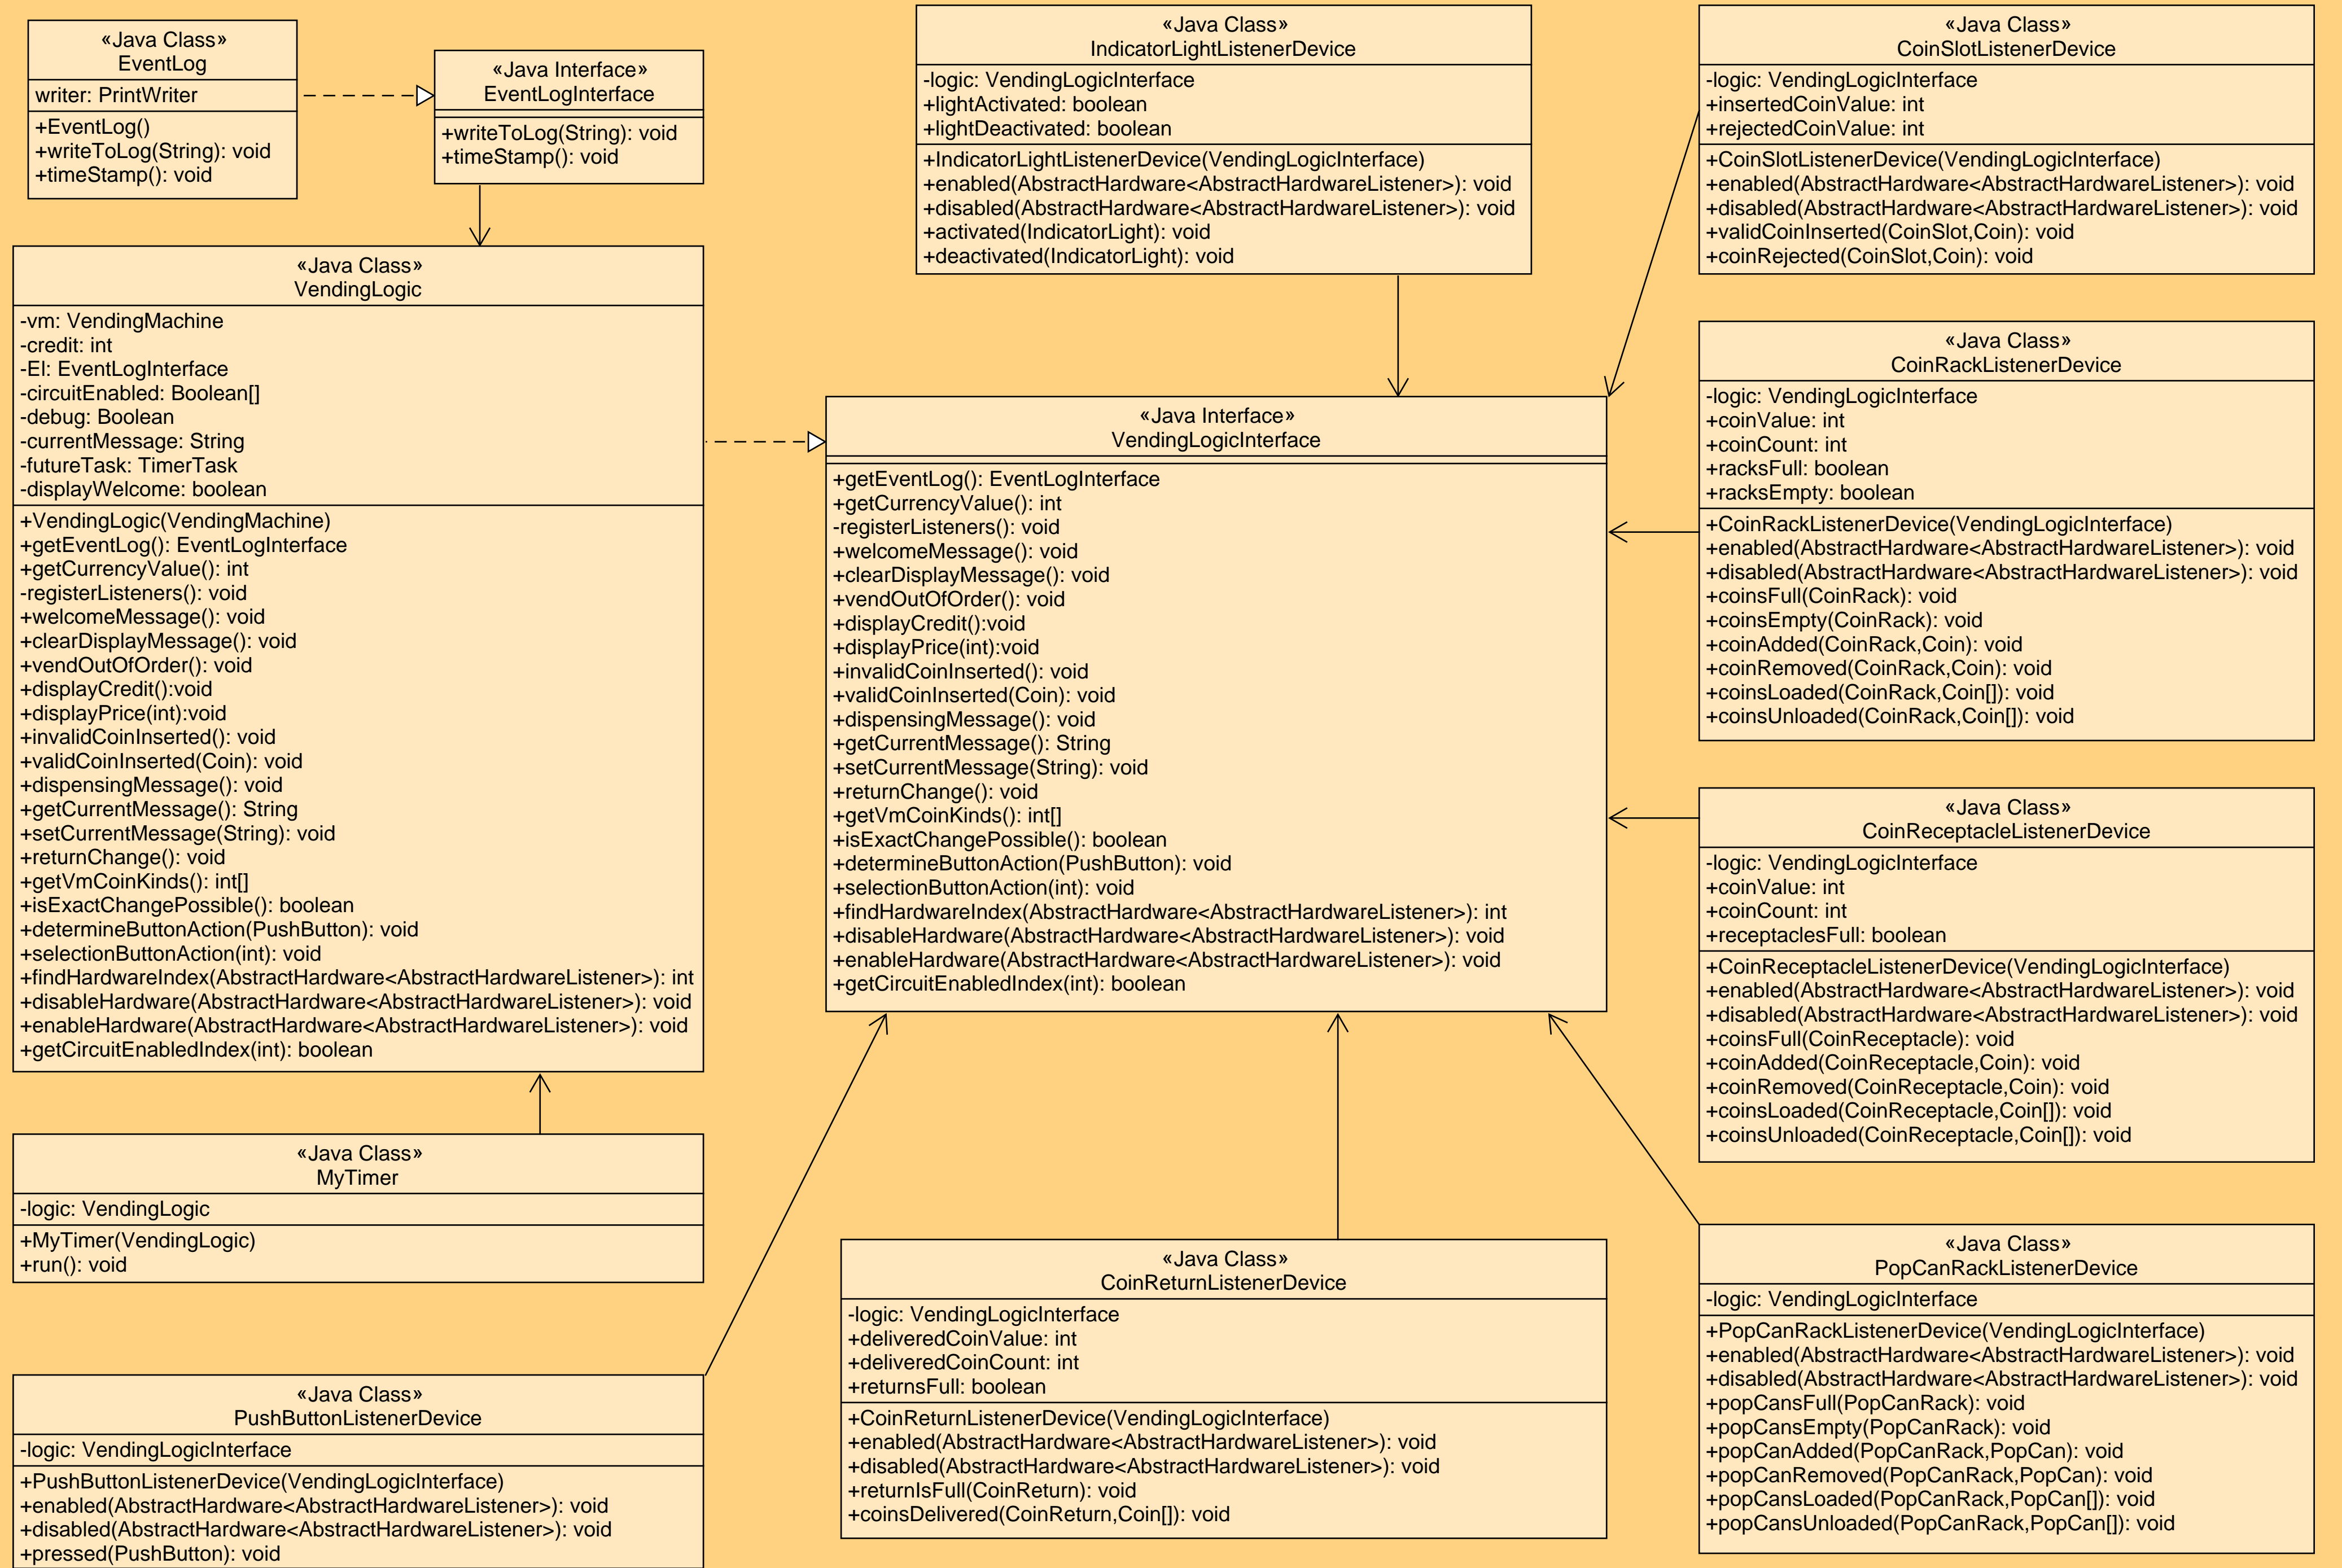 «Java Class»
EventLog
writer: PrintWriter
+EventLog()
+writeToLog(String): void
+timeStamp(): void
«Java Interface»
EventLogInterface
+writeToLog(String): void
+timeStamp(): void
«Java Class»
VendingLogic
-vm: VendingMachine
-credit: int
-El: EventLogInterface
-circuitEnabled: Boolean[]
-debug: Boolean
-currentMessage: String
-futureTask: TimerTask
-displayWelcome: boolean
+VendingLogic(VendingMachine)
+getEventLog(): EventLogInterface
+getCurrencyValue(): int
-registerListeners(): void
+welcomeMessage(): void
+clearDisplayMessage(): void
+vendOutOfOrder(): void
+displayCredit():void
+displayPrice(int):void
+invalidCoinInserted(): void
+validCoinInserted(Coin): void
+dispensingMessage(): void
+getCurrentMessage(): String
+setCurrentMessage(String): void
+returnChange(): void
+getVmCoinKinds(): int[]
+isExactChangePossible(): boolean
+determineButtonAction(PushButton): void
+selectionButtonAction(int): void
+findHardwareIndex(AbstractHardware<AbstractHardwareListener>): int
+disableHardware(AbstractHardware<AbstractHardwareListener>): void
+enableHardware(AbstractHardware<AbstractHardwareListener>): void
+getCircuitEnabledIndex(int): boolean
«Java Class»
MyTimer
-logic: VendingLogic
+MyTimer(VendingLogic)
+run(): void
«Java Class»
PushButtonListenerDevice
-logic: VendingLogicInterface
+PushButtonListenerDevice(VendingLogicInterface)
+enabled(AbstractHardware<AbstractHardwareListener>): void
+disabled(AbstractHardware<AbstractHardwareListener>): void
+pressed(PushButton): void
«Java Class»
IndicatorLightListenerDevice
-logic: VendingLogicInterface
+lightActivated: boolean
+lightDeactivated: boolean
+IndicatorLightListenerDevice(VendingLogicInterface)
+enabled(AbstractHardware<AbstractHardwareListener>): void
+disabled(AbstractHardware<AbstractHardwareListener>): void
+activated(IndicatorLight): void
+deactivated(IndicatorLight): void
«Java Interface»
VendingLogicInterface
+getEventLog(): EventLogInterface
+getCurrencyValue(): int
-registerListeners(): void
+welcomeMessage(): void
+clearDisplayMessage(): void
+vendOutOfOrder(): void
+displayCredit():void
+displayPrice(int):void
+invalidCoinInserted(): void
+validCoinInserted(Coin): void
+dispensingMessage(): void
+getCurrentMessage(): String
+setCurrentMessage(String): void
+returnChange(): void
+getVmCoinKinds(): int[]
+isExactChangePossible(): boolean
+determineButtonAction(PushButton): void
+selectionButtonAction(int): void
+findHardwareIndex(AbstractHardware<AbstractHardwareListener>): int
+disableHardware(AbstractHardware<AbstractHardwareListener>): void
+enableHardware(AbstractHardware<AbstractHardwareListener>): void
+getCircuitEnabledIndex(int): boolean
«Java Class»
CoinReturnListenerDevice
-logic: VendingLogicInterface
+deliveredCoinValue: int
+deliveredCoinCount: int
+returnsFull: boolean
+CoinReturnListenerDevice(VendingLogicInterface)
+enabled(AbstractHardware<AbstractHardwareListener>): void
+disabled(AbstractHardware<AbstractHardwareListener>): void
+returnIsFull(CoinReturn): void
+coinsDelivered(CoinReturn,Coin[]): void
«Java Class»
CoinSlotListenerDevice
-logic: VendingLogicInterface
+insertedCoinValue: int
+rejectedCoinValue: int
+CoinSlotListenerDevice(VendingLogicInterface)
+enabled(AbstractHardware<AbstractHardwareListener>): void
+disabled(AbstractHardware<AbstractHardwareListener>): void
+validCoinInserted(CoinSlot,Coin): void
+coinRejected(CoinSlot,Coin): void
«Java Class»
CoinRackListenerDevice
-logic: VendingLogicInterface
+coinValue: int
+coinCount: int
+racksFull: boolean
+racksEmpty: boolean
+CoinRackListenerDevice(VendingLogicInterface)
+enabled(AbstractHardware<AbstractHardwareListener>): void
+disabled(AbstractHardware<AbstractHardwareListener>): void
+coinsFull(CoinRack): void
+coinsEmpty(CoinRack): void
+coinAdded(CoinRack,Coin): void
+coinRemoved(CoinRack,Coin): void
+coinsLoaded(CoinRack,Coin[]): void
+coinsUnloaded(CoinRack,Coin[]): void
«Java Class»
CoinReceptacleListenerDevice
-logic: VendingLogicInterface
+coinValue: int
+coinCount: int
+receptaclesFull: boolean
+CoinReceptacleListenerDevice(VendingLogicInterface)
+enabled(AbstractHardware<AbstractHardwareListener>): void
+disabled(AbstractHardware<AbstractHardwareListener>): void
+coinsFull(CoinReceptacle): void
+coinAdded(CoinReceptacle,Coin): void
+coinRemoved(CoinReceptacle,Coin): void
+coinsLoaded(CoinReceptacle,Coin[]): void
+coinsUnloaded(CoinReceptacle,Coin[]): void
«Java Class»
PopCanRackListenerDevice
-logic: VendingLogicInterface
+PopCanRackListenerDevice(VendingLogicInterface)
+enabled(AbstractHardware<AbstractHardwareListener>): void
+disabled(AbstractHardware<AbstractHardwareListener>): void
+popCansFull(PopCanRack): void
+popCansEmpty(PopCanRack): void
+popCanAdded(PopCanRack,PopCan): void
+popCanRemoved(PopCanRack,PopCan): void
+popCansLoaded(PopCanRack,PopCan[]): void
+popCansUnloaded(PopCanRack,PopCan[]): void